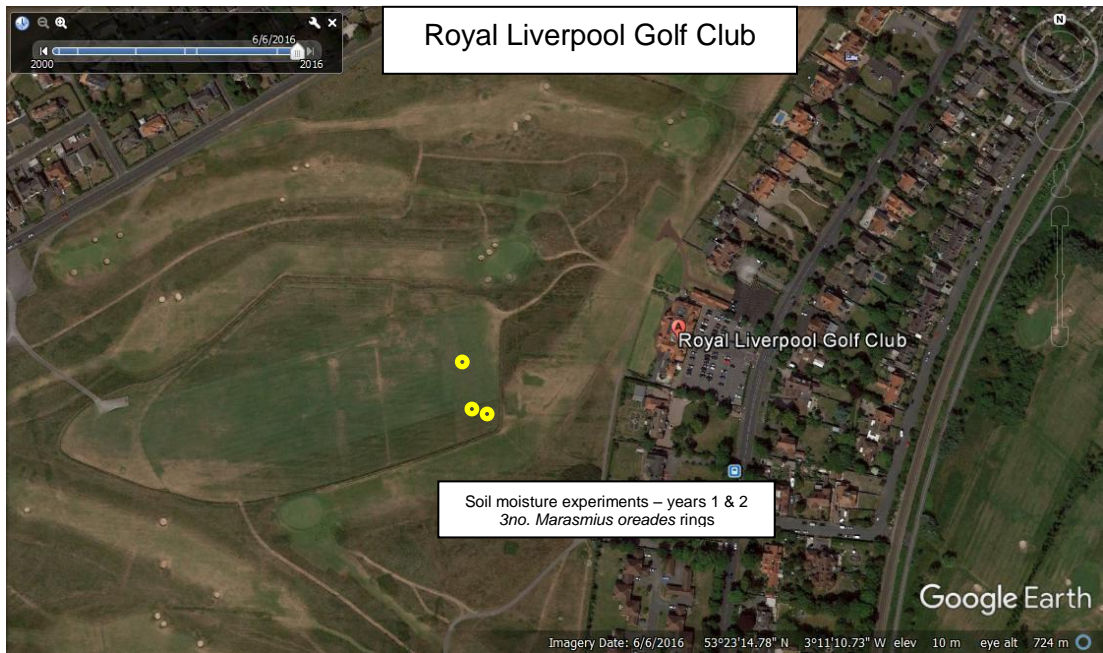 Royal Liverpool Golf Club
6/6/2016
2000
2016
N
Royal Liverpool Golf Club
Soil moisture experiments – years 1 & 2
3no. Marasmius oreades rings
Google Earth
Imagery Date: 6/6/2016 53°23'14.78" N 3°11'10.73" W elev 10 m eye alt 724 m